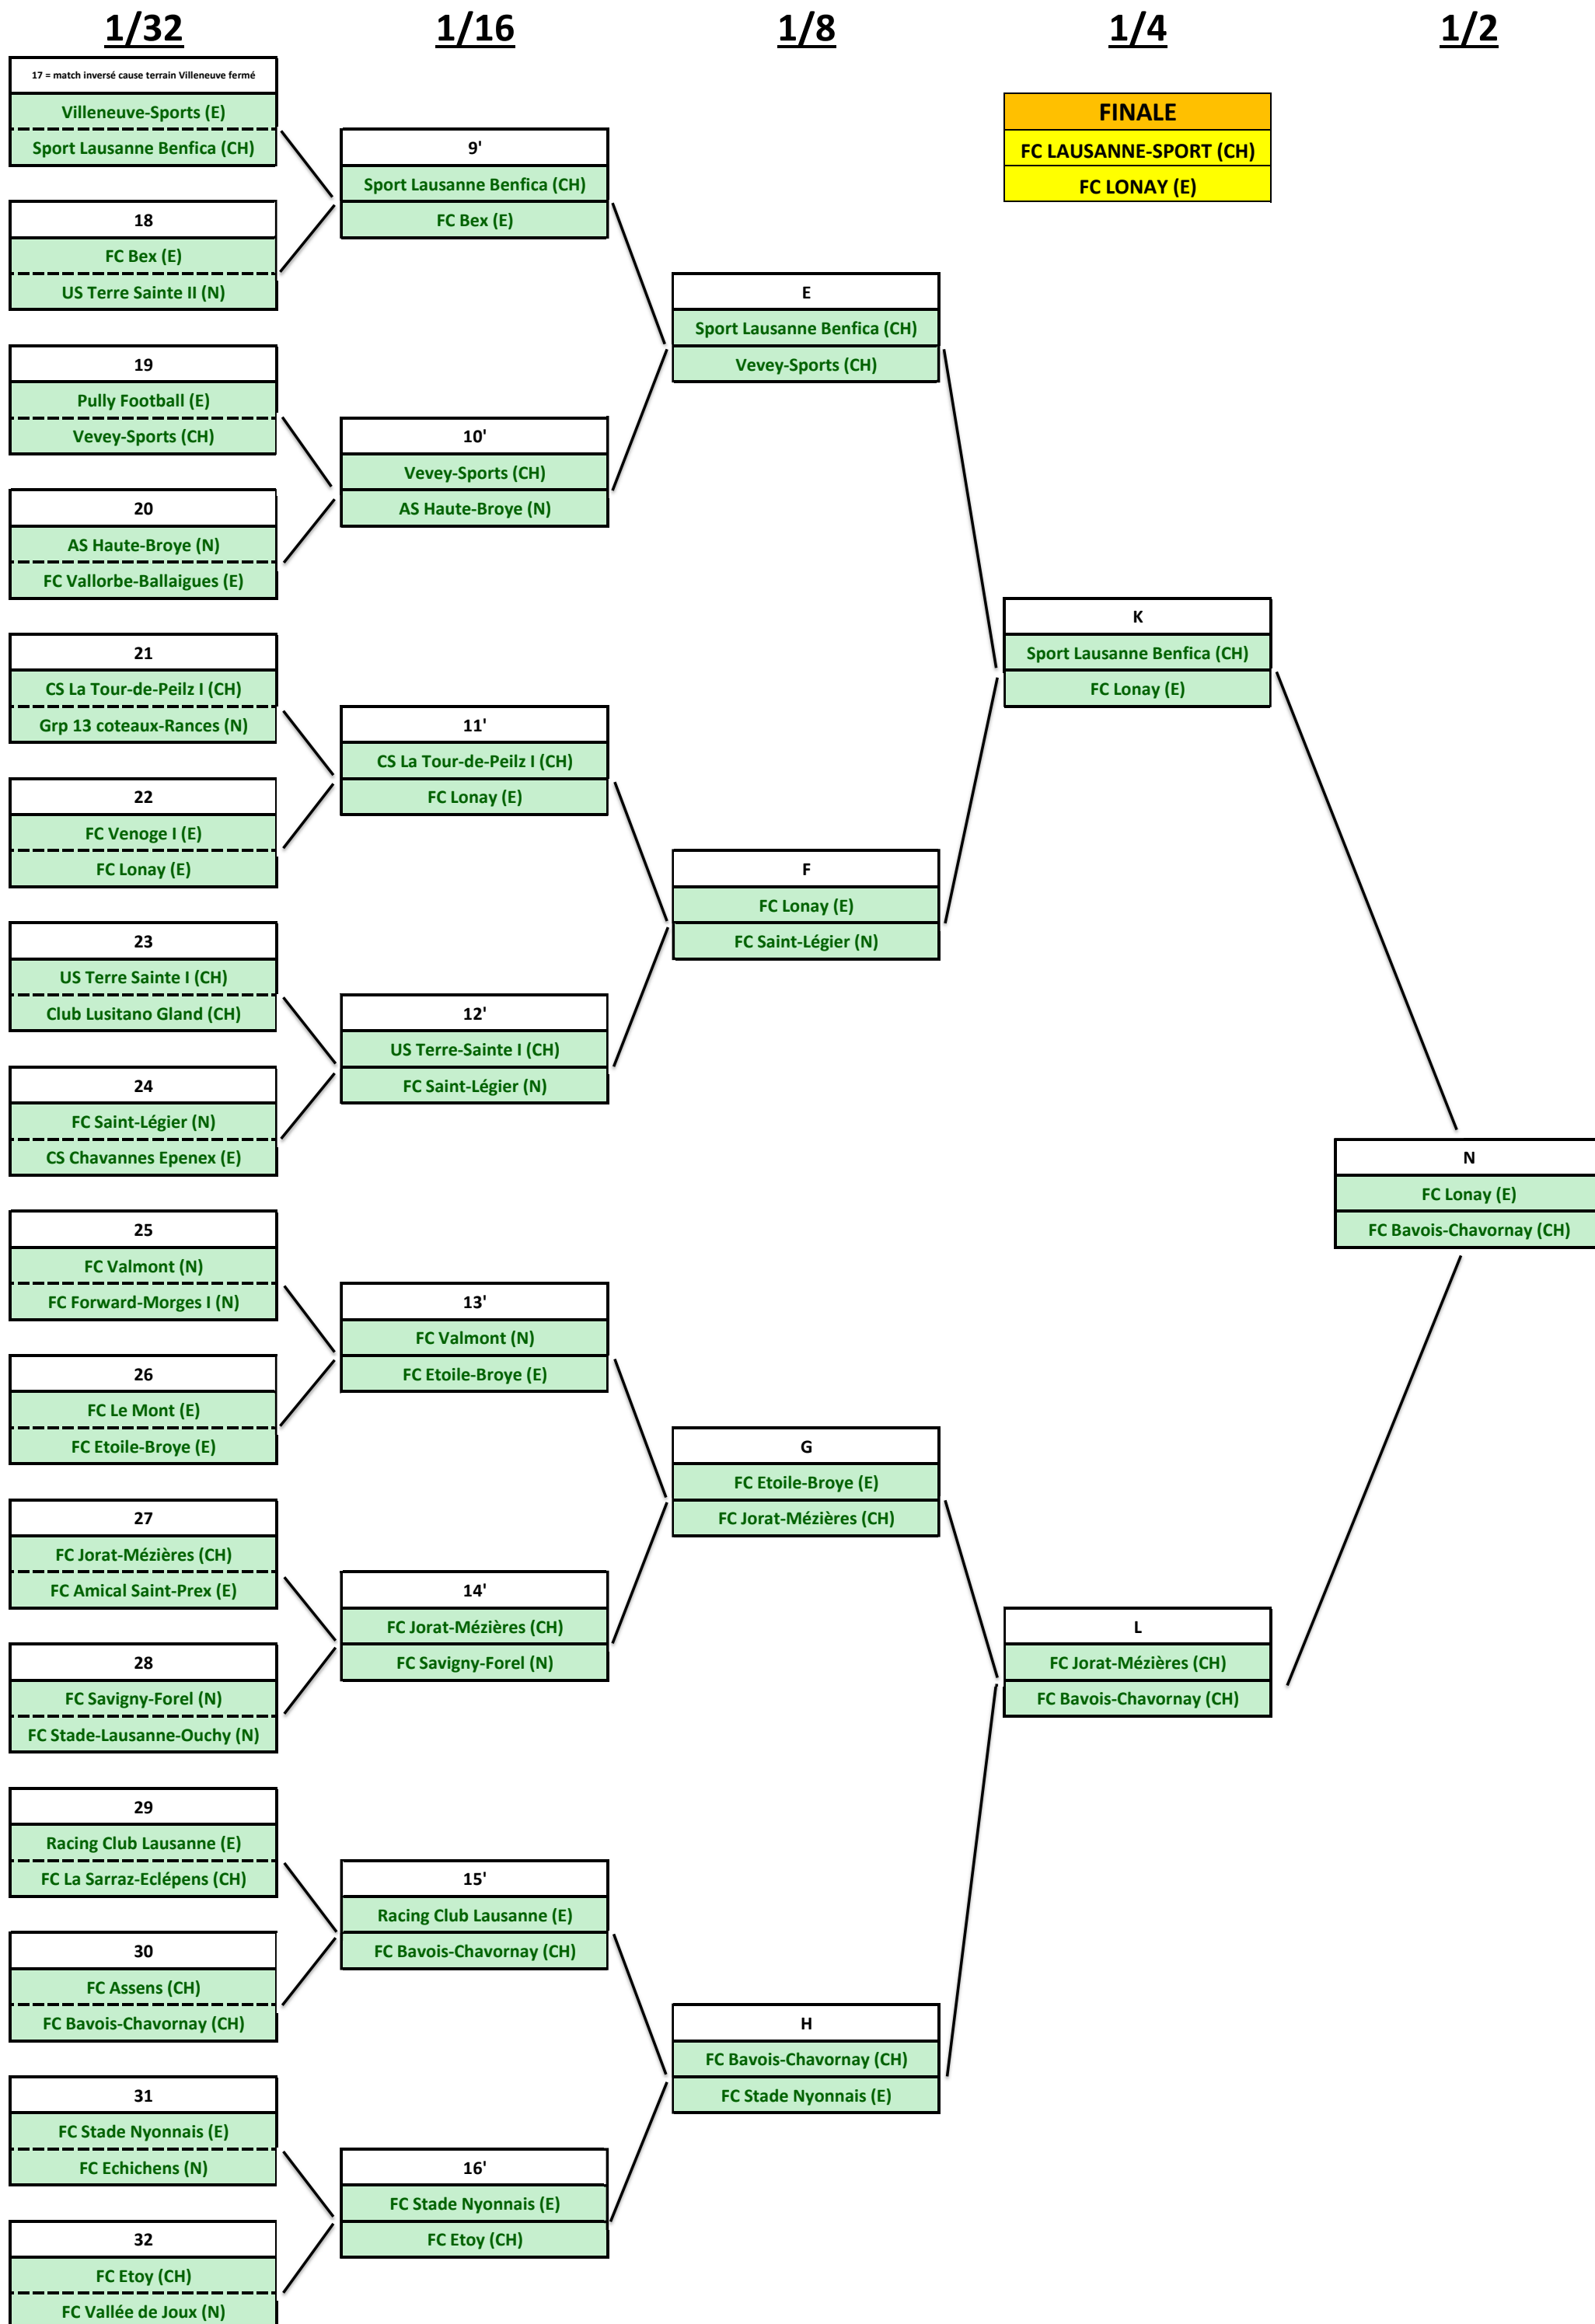 1/32
1/16
1/8
1/4
1/2
17 = match inversé cause terrain Villeneuve fermé
Villeneuve-Sports (E)
Sport Lausanne Benfica (CH)
18
FC Bex (E)
US Terre Sainte II (N)
19
Pully Football (E)
Vevey-Sports (CH)
20
AS Haute-Broye (N)
FC Vallorbe-Ballaigues (E)
21
CS La Tour-de-Peilz I (CH)
Grp 13 coteaux-Rances (N)
22
FC Venoge I (E)
FC Lonay (E)
23
US Terre Sainte I (CH)
Club Lusitano Gland (CH)
24
FC Saint-Légier (N)
CS Chavannes Epenex (E)
25
FC Valmont (N)
FC Forward-Morges I (N)
26
FC Le Mont (E)
FC Etoile-Broye (E)
27
FC Jorat-Mézières (CH)
FC Amical Saint-Prex (E)
28
FC Savigny-Forel (N)
FC Stade-Lausanne-Ouchy (N)
29
Racing Club Lausanne (E)
FC La Sarraz-Eclépens (CH)
30
FC Assens (CH)
FC Bavois-Chavornay (CH)
31
FC Stade Nyonnais (E)
FC Echichens (N)
32
FC Etoy (CH)
FC Vallée de Joux (N)
9'
Sport Lausanne Benfica (CH)
FC Bex (E)
10'
Vevey-Sports (CH)
AS Haute-Broye (N)
11'
CS La Tour-de-Peilz I (CH)
FC Lonay (E)
12'
US Terre-Sainte I (CH)
FC Saint-Légier (N)
13'
FC Valmont (N)
FC Etoile-Broye (E)
14'
FC Jorat-Mézières (CH)
FC Savigny-Forel (N)
15'
Racing Club Lausanne (E)
FC Bavois-Chavornay (CH)
16'
FC Stade Nyonnais (E)
FC Etoy (CH)
E
Sport Lausanne Benfica (CH)
Vevey-Sports (CH)
F
FC Lonay (E)
FC Saint-Légier (N)
G
FC Etoile-Broye (E)
FC Jorat-Mézières (CH)
H
FC Bavois-Chavornay (CH)
FC Stade Nyonnais (E)
FINALE
FC LAUSANNE-SPORT (CH)
FC LONAY (E)
K
Sport Lausanne Benfica (CH)
FC Lonay (E)
L
FC Jorat-Mézières (CH)
FC Bavois-Chavornay (CH)
N
FC Lonay (E)
FC Bavois-Chavornay (CH)